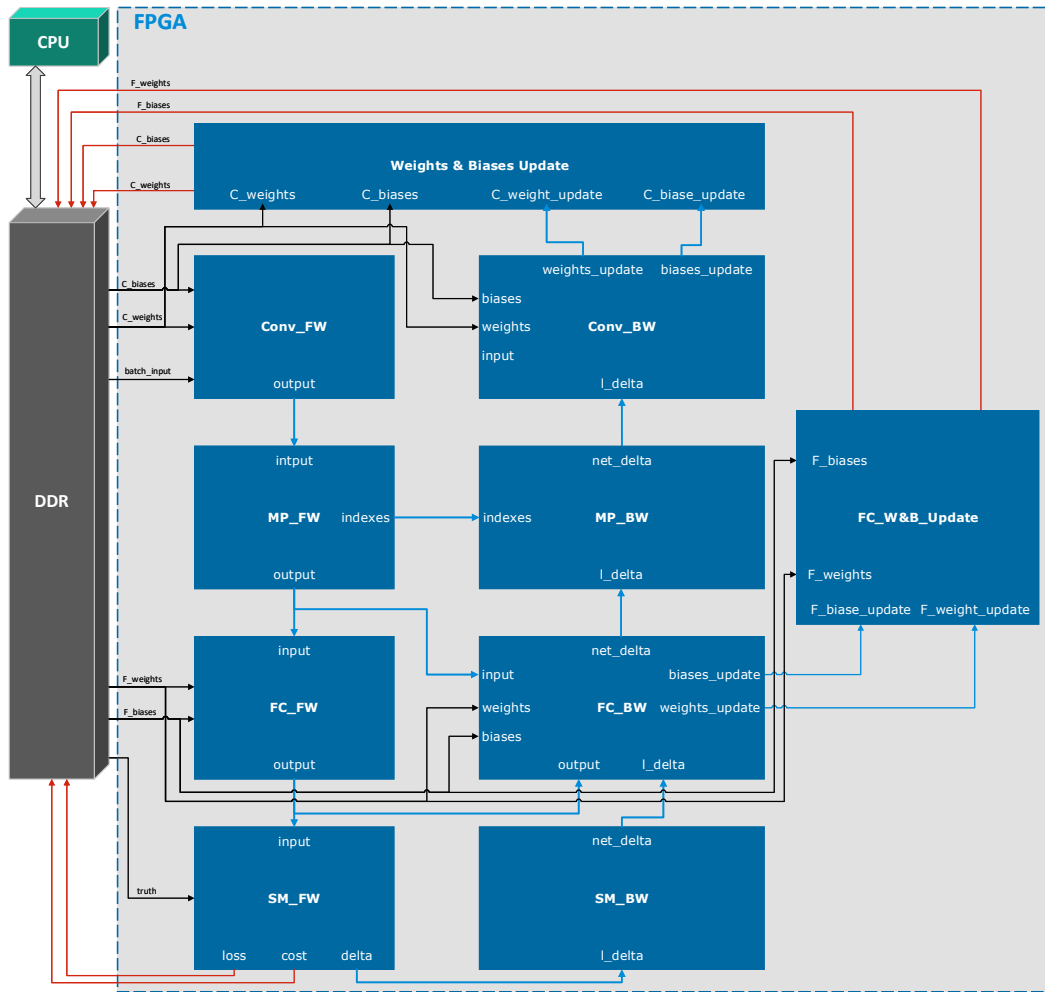 FPGA
CPU
F_weights
F_biases
C_biases
C_weights
Weights & Biases Update
C_weights
C_biases
C_weight_update
C_biase_update
DDR
C_biases
C_weights
batch_input
Conv_FW
output
weights_update
biases_update
biases
weights
input
Conv_BW
l_delta
intput
MP_FW
indexes
output
net_delta
indexes
MP_BW
l_delta
F_biases
FC_W&B_Update
F_weights
F_biase_update
F_weight_update
F_weights
F_biases
input
FC_FW
output
net_delta
input
biases_update
weights
FC_BW
weights_update
biases
output
l_delta
truth
input
SM_FW
loss
cost
delta
net_delta
SM_BW
l_delta